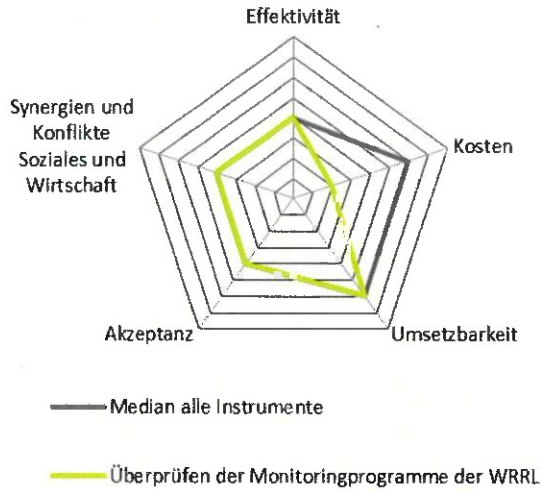 Effektivität
Synergien und
Konflikte
Soziales und
Wirtschaft
Kosten
Akzeptanz
Umsetzbarkeit
Median alle Instrumente
Überprüfen der Monitoringprogramme der WRRL